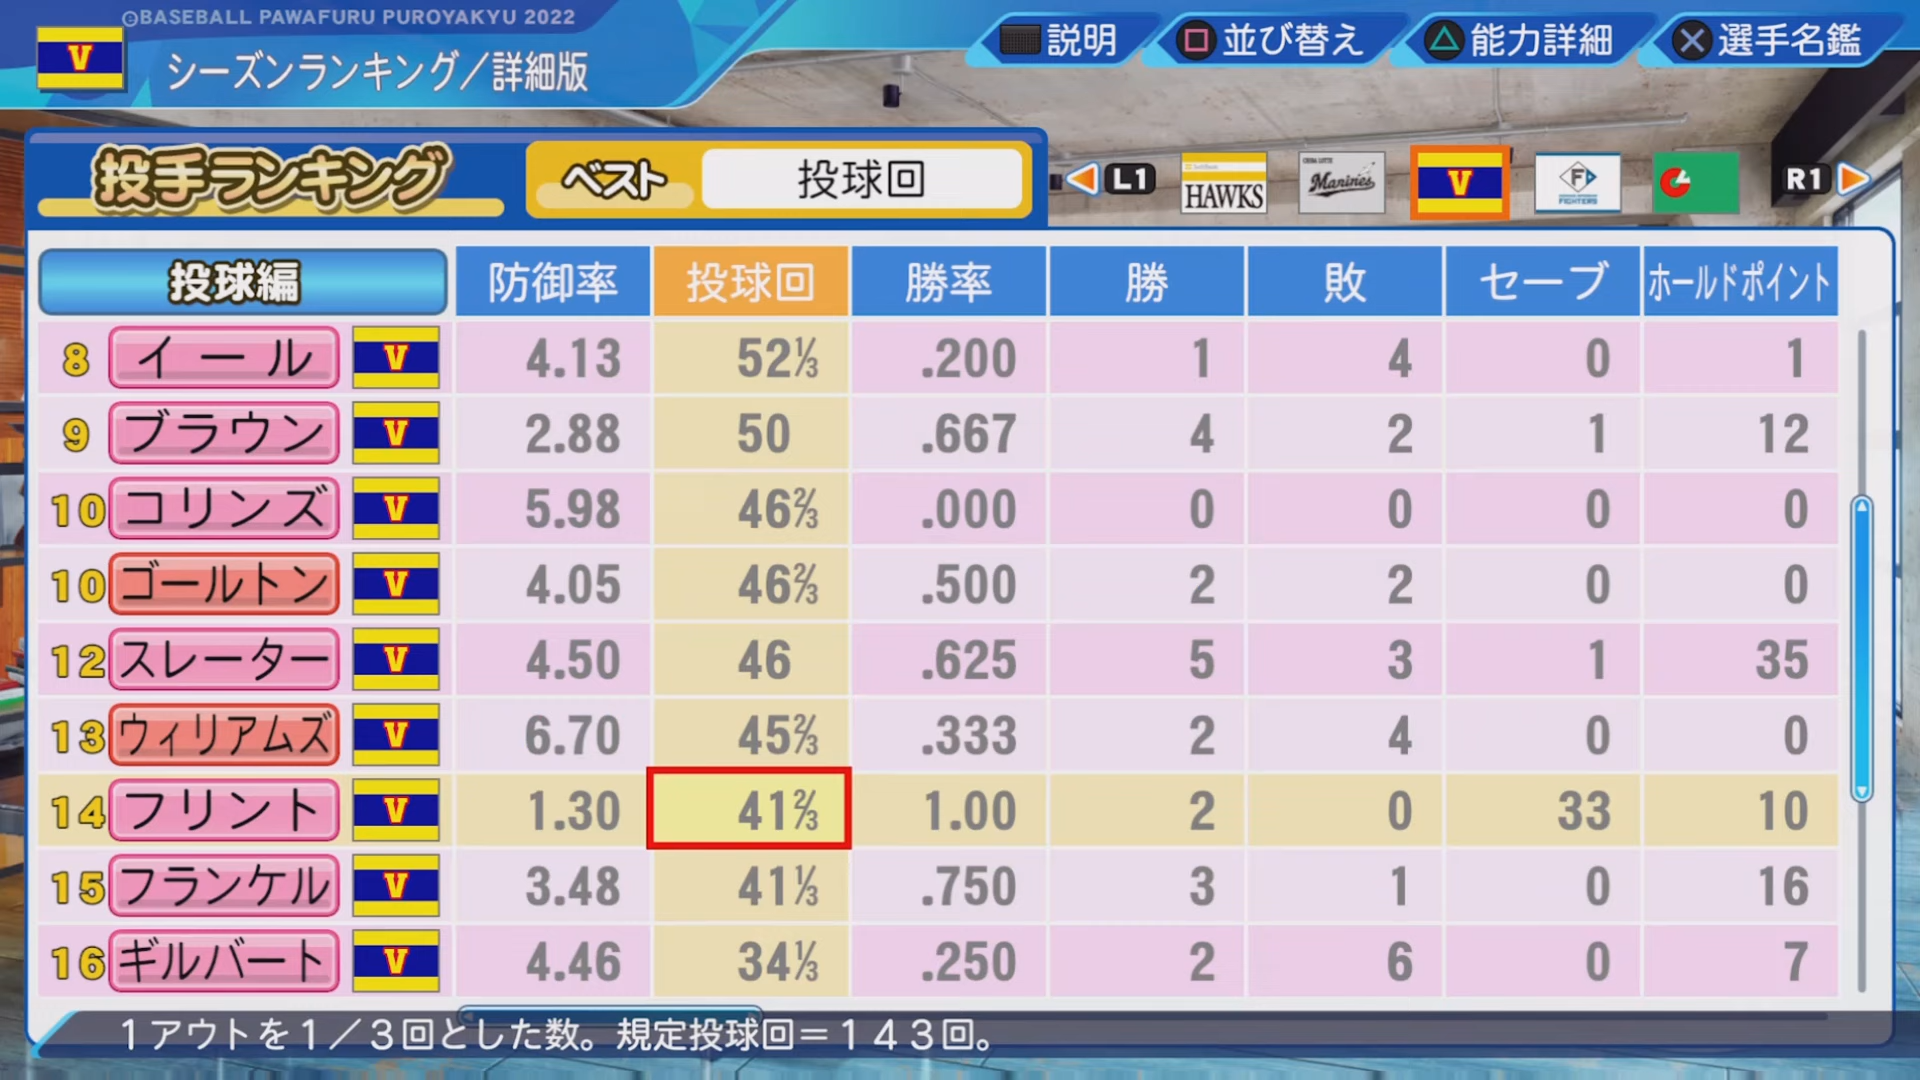 ©BASEBALL PAWAFURU PUROYAKYU 2022
V シーズンランキング／詳細版
説明 並び替え 能力詳細 選手名鑑
投手ランキング ベスト 投球回
L1 HAWKS Marines V F FIGHTERS R1
投球編 防御率 投球回 勝率 勝 敗 セーブ ホールドポイント
8 イール V 4.13 52⅓ .200 1 4 0 1
9 ブラウン V 2.88 50 .667 4 2 1 12
10 コリンズ V 5.98 46⅔ .000 0 0 0 0
10 ゴールトン V 4.05 46⅔ .500 2 2 0 0
12 スレーター V 4.50 46 .625 5 3 1 35
13 ウィリアムズ V 6.70 45⅔ .333 2 4 0 0
14 フリント V 1.30 41⅔ 1.00 2 0 33 10
15 フランケル V 3.48 41⅓ .750 3 1 0 16
16 ギルバート V 4.46 34⅓ .250 2 6 0 7
１アウトを１／３回とした数。規定投球回＝１４３回。